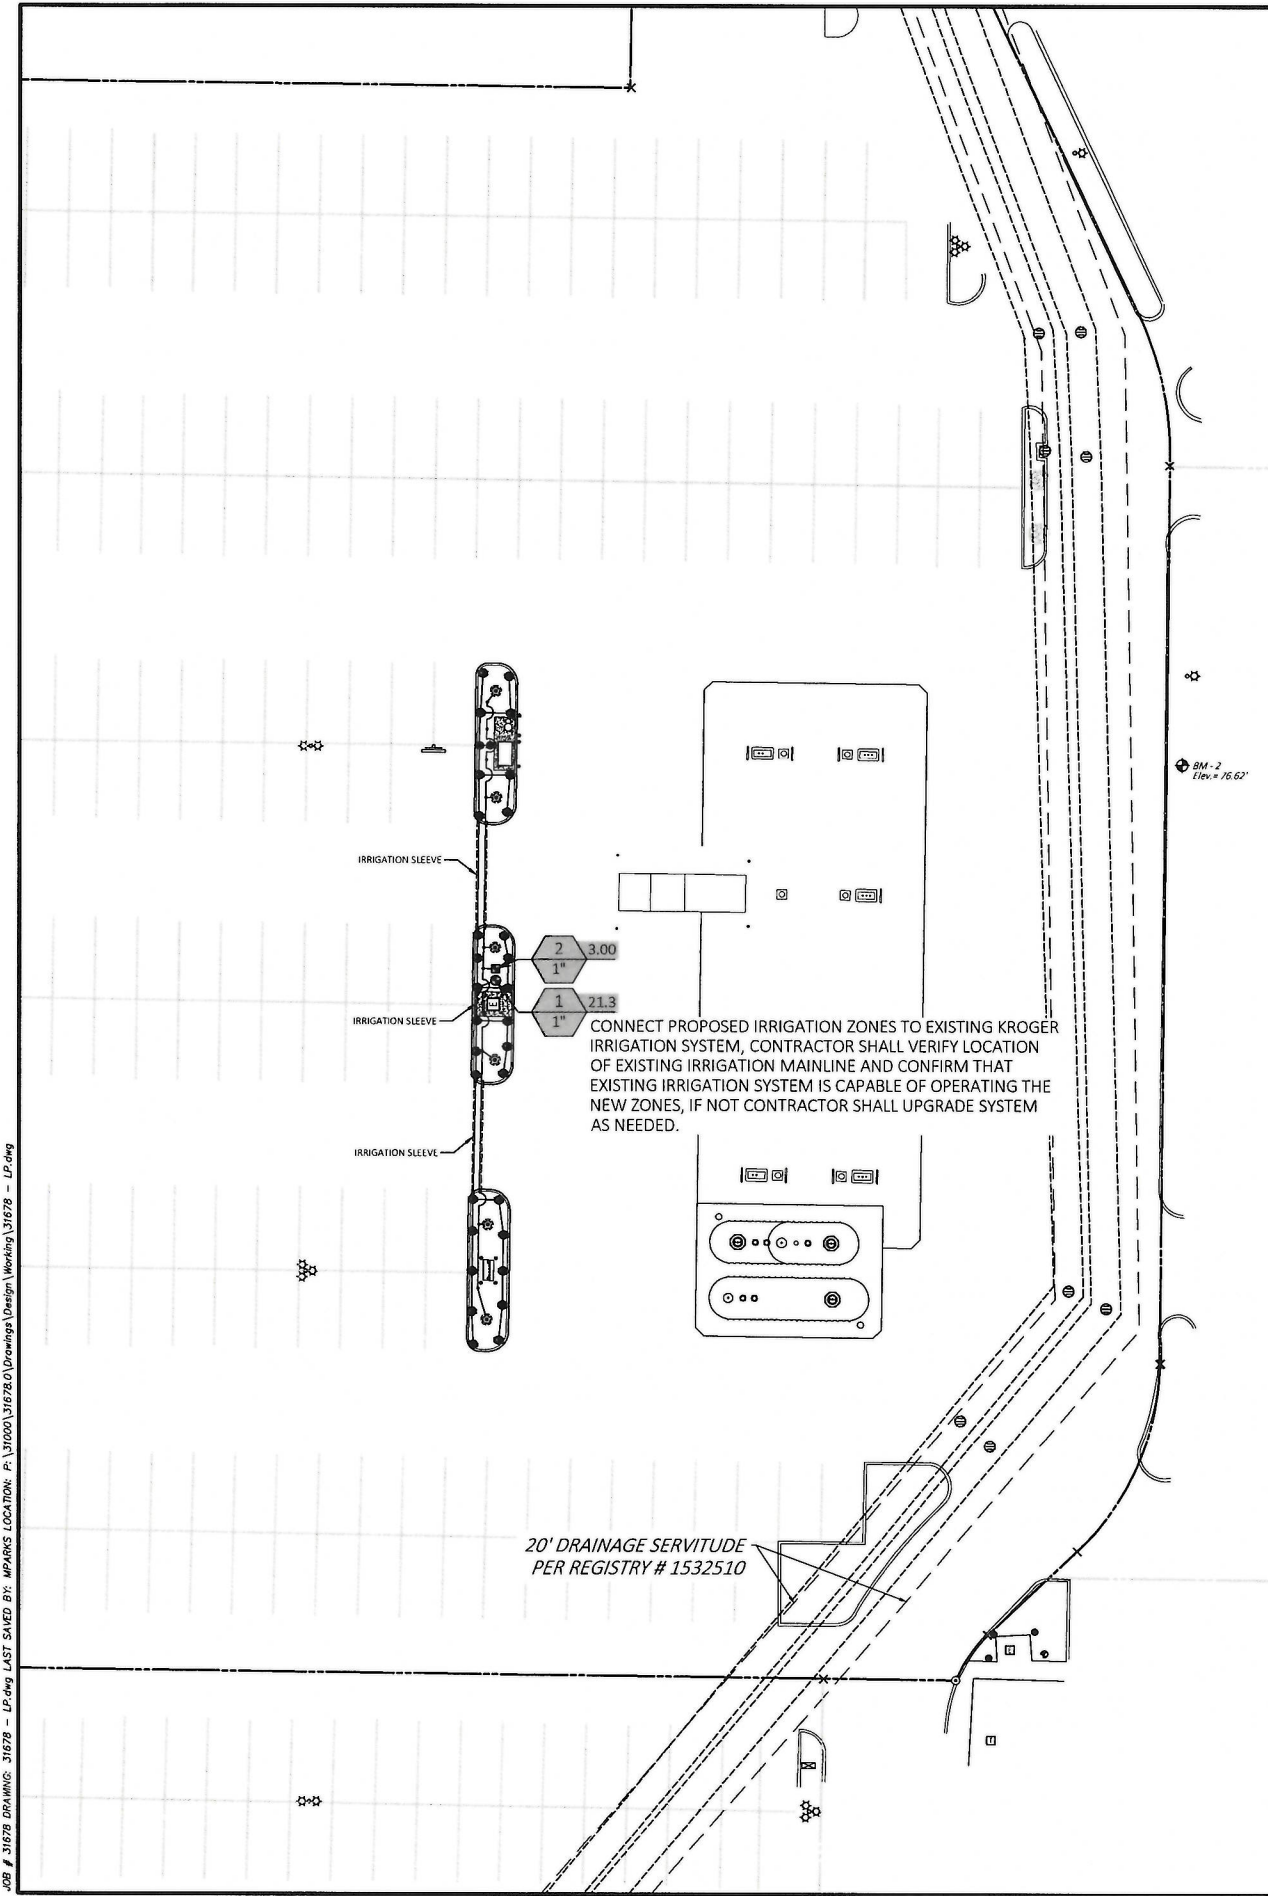 BM - 2
Elev.= 76.62'
IRRIGATION SLEEVE
2 3.00
1"
1 21.3
1"
IRRIGATION SLEEVE
CONNECT PROPOSED IRRIGATION ZONES TO EXISTING KROGER
IRRIGATION SYSTEM, CONTRACTOR SHALL VERIFY LOCATION
OF EXISTING IRRIGATION MAINLINE AND CONFIRM THAT
EXISTING IRRIGATION SYSTEM IS CAPABLE OF OPERATING THE
NEW ZONES, IF NOT CONTRACTOR SHALL UPGRADE SYSTEM
AS NEEDED.
IRRIGATION SLEEVE
20' DRAINAGE SERVITUDE
PER REGISTRY # 1532510
JOB # 31678 DRAWING: 31678 - LP.dwg LAST SAVED BY: MPARKS LOCATION: P:\31000\31678.0\Drawings\Design\Working\31678 - LP.dwg